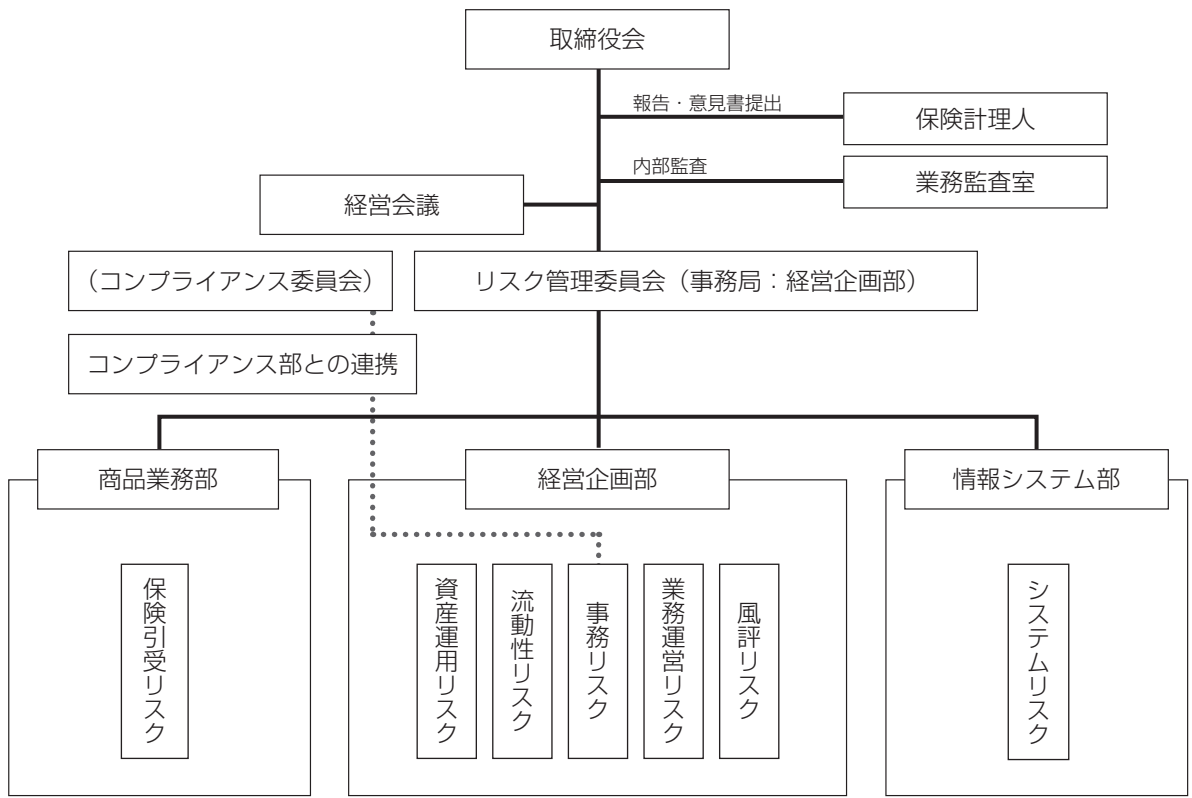 取締役会
報告・意見書提出
保険計理人
内部監査
業務監査室
経営会議
（コンプライアンス委員会）
リスク管理委員会（事務局：経営企画部）
コンプライアンス部との連携
商品業務部
経営企画部
情報システム部
保険引受リスク
資産運用リスク
流動性リスク
事務リスク
業務運営リスク
風評リスク
システムリスク